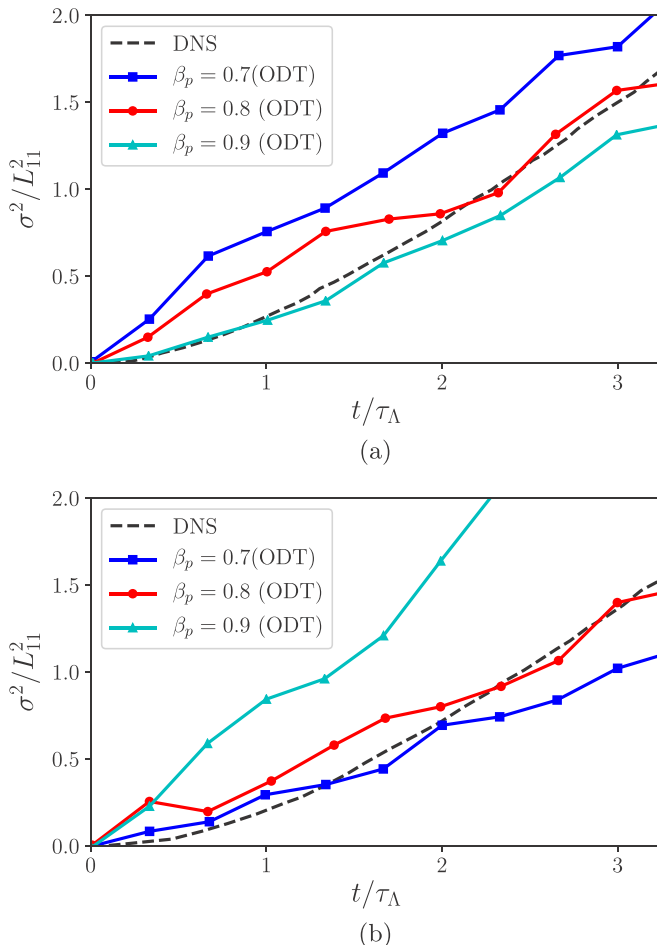 2.0
1.5
1.0
0.5
0.0
σ²/L²₁₁
DNS
βₚ = 0.7(ODT)
βₚ = 0.8 (ODT)
βₚ = 0.9 (ODT)
0 1 2 3
t/τ_Λ
(a)
2.0
1.5
1.0
0.5
0.0
σ²/L²₁₁
DNS
βₚ = 0.7(ODT)
βₚ = 0.8 (ODT)
βₚ = 0.9 (ODT)
0 1 2 3
t/τ_Λ
(b)